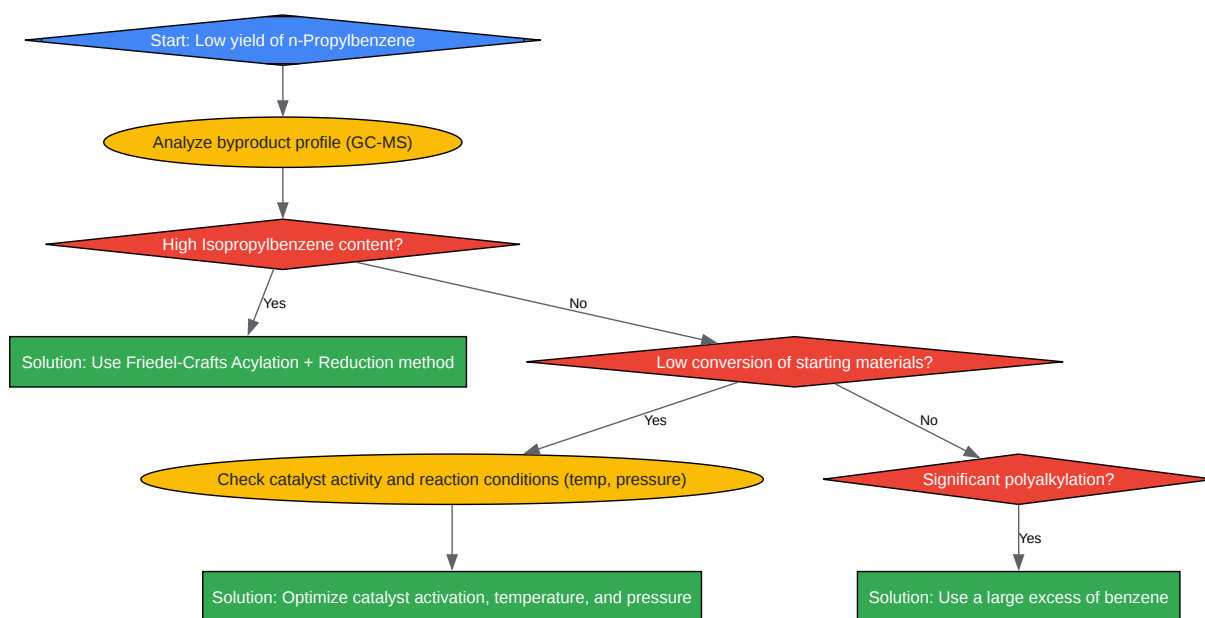 Start: Low yield of n-Propylbenzene
Analyze byproduct profile (GC-MS)
High Isopropylbenzene content?
Yes
No
Solution: Use Friedel-Crafts Acylation + Reduction method
Low conversion of starting materials?
Yes
No
Check catalyst activity and reaction conditions (temp, pressure)
Significant polyalkylation?
Yes
Solution: Optimize catalyst activation, temperature, and pressure
Solution: Use a large excess of benzene